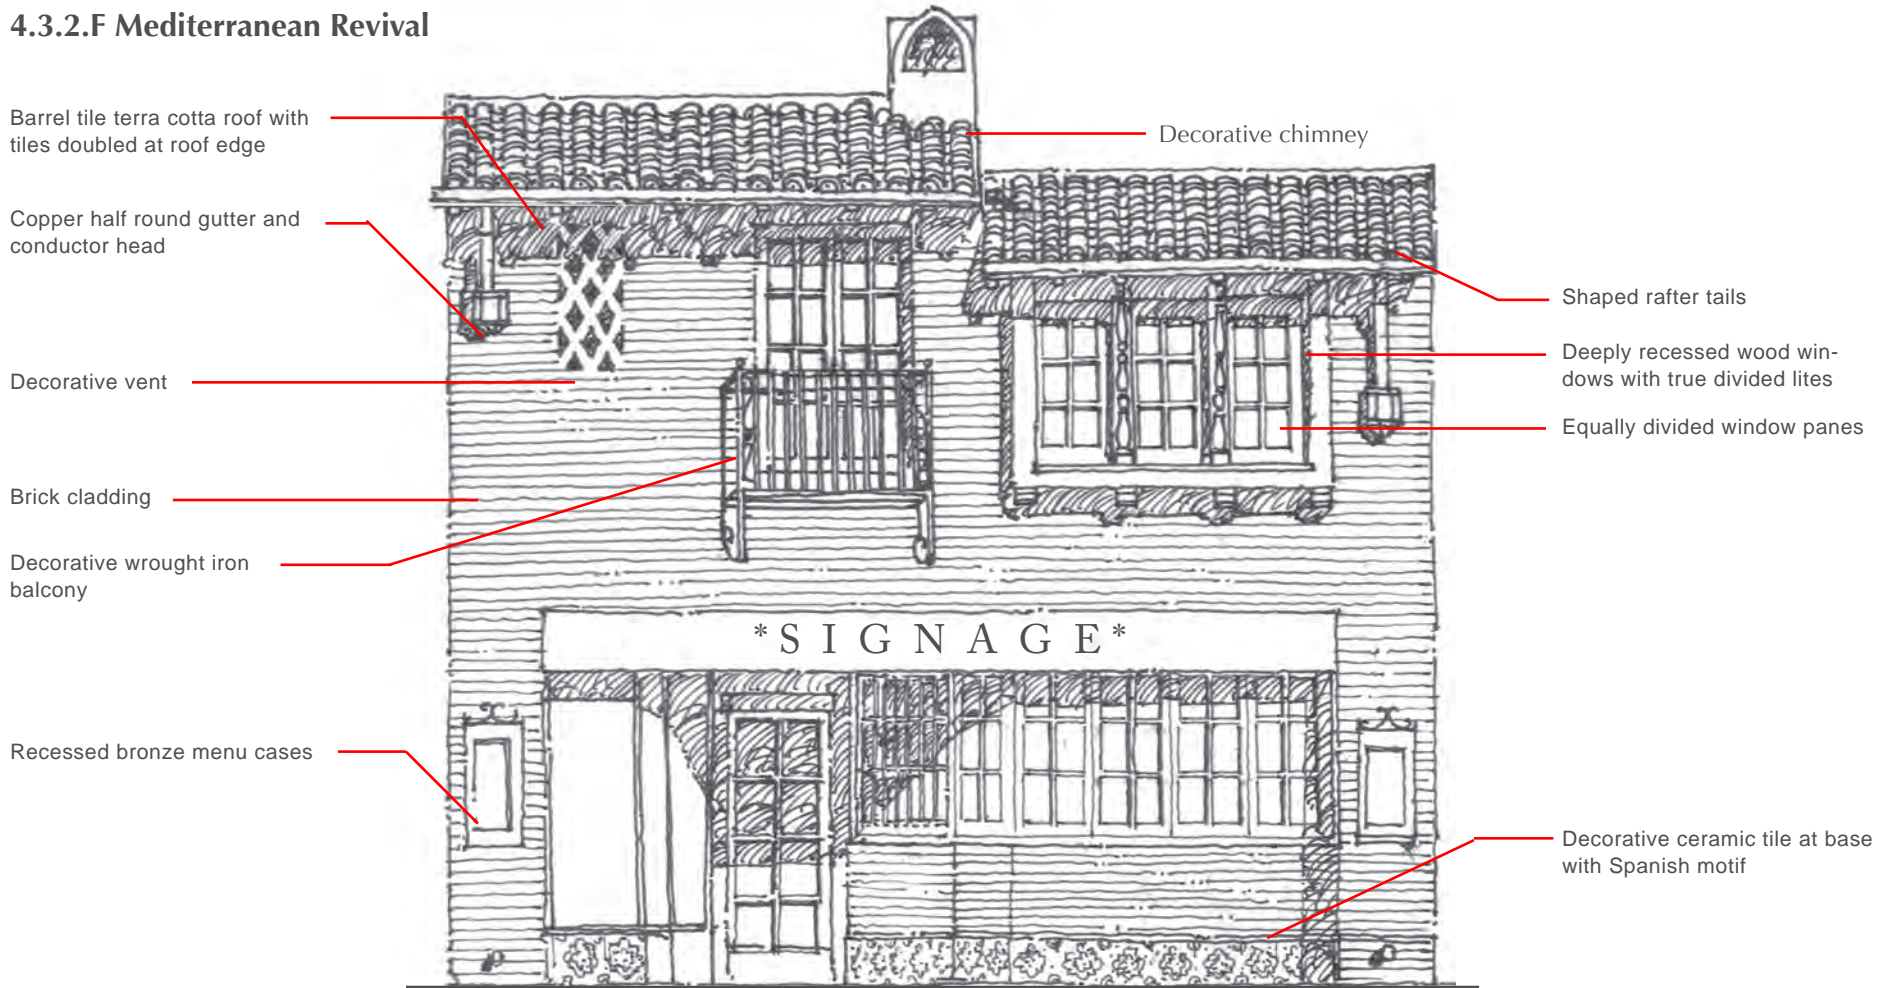 4.3.2.F Mediterranean Revival
Barrel tile terra cotta roof with
tiles doubled at roof edge
Copper half round gutter and
conductor head
Decorative vent
Brick cladding
Decorative wrought iron
balcony
Recessed bronze menu cases
*SIGNAGE*
Decorative chimney
Shaped rafter tails
Deeply recessed wood win-
dows with true divided lites
Equally divided window panes
Decorative ceramic tile at base
with Spanish motif